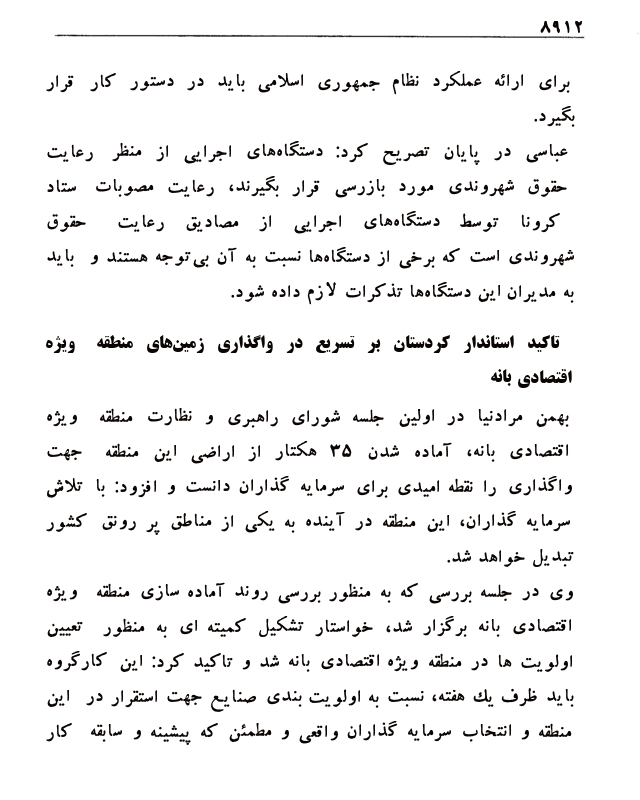 ۸۹۱۲
برای ارائه عملکرد نظام جمهوری اسلامی باید در دستور کار قرار
بگیرد.
عباسی در پایان تصریح کرد: دستگاه‌های اجرایی از منظر رعایت
حقوق شهروندی مورد بازرسی قرار بگیرند، رعایت مصوبات ستاد
کرونا توسط دستگاه‌های اجرایی از مصادیق رعایت حقوق
شهروندی است که برخی از دستگاه‌ها نسبت به آن بی‌توجه هستند و باید
به مدیران این دستگاه‌ها تذکرات لازم داده شود.
تاکید استاندار کردستان بر تسریع در واگذاری زمین‌های منطقه ویژه
اقتصادی بانه
بهمن مرادنیا در اولین جلسه شورای راهبری و نظارت منطقه ویژه
اقتصادی بانه، آماده شدن ۳۵ هکتار از اراضی این منطقه جهت
واگذاری را نقطه امیدی برای سرمایه گذاران دانست و افزود: با تلاش
سرمایه گذاران، این منطقه در آینده به یکی از مناطق پر رونق کشور
تبدیل خواهد شد.
وی در جلسه بررسی که به منظور بررسی روند آماده سازی منطقه ویژه
اقتصادی بانه برگزار شد، خواستار تشکیل کمیته ای به منظور تعیین
اولویت ها در منطقه ویژه اقتصادی بانه شد و تاکید کرد: این کارگروه
باید ظرف یك هفته، نسبت به اولویت بندی صنایع جهت استقرار در این
منطقه و انتخاب سرمایه گذاران واقعی و مطمئن که پیشینه و سابقه کار